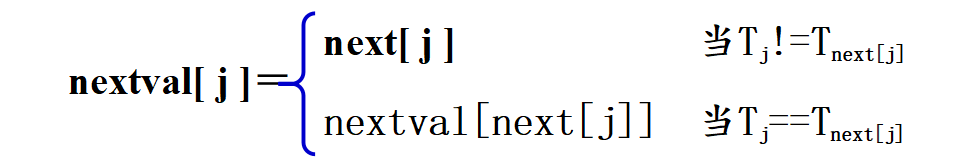 next[ j ] 当Tj!=Tnext[j]
nextval[ j ]=
nextval[next[j]] 当Tj==Tnext[j]